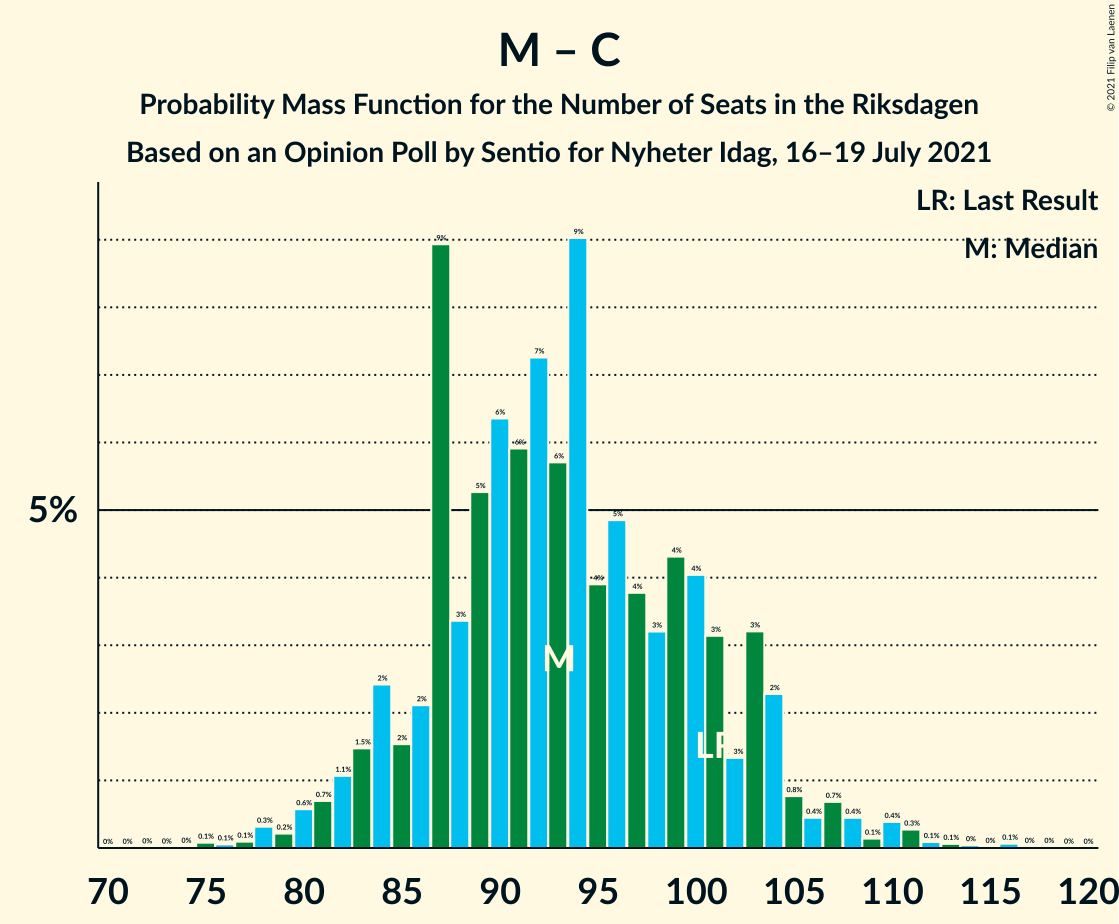 © 2021 Filip van Laenen
M – C
Probability Mass Function for the Number of Seats in the Riksdagen
Based on an Opinion Poll by Sentio for Nyheter Idag, 16–19 July 2021
LR: Last Result
M: Median
5%
0% 0% 0% 0% 0% 0.1% 0.1% 0.1% 0.3% 0.2% 0.6% 0.7% 1.1% 1.5% 2% 2% 2% 9% 3% 5% 6% 6% 7% 6% 9% 4% 5% 4% 3% 4% 4% 3% 3% 3% 2% 0.8% 0.4% 0.7% 0.4% 0.1% 0.4% 0.3% 0.1% 0.1% 0% 0% 0.1% 0% 0% 0% 0%
M
LR
70 75 80 85 90 95 100 105 110 115 120